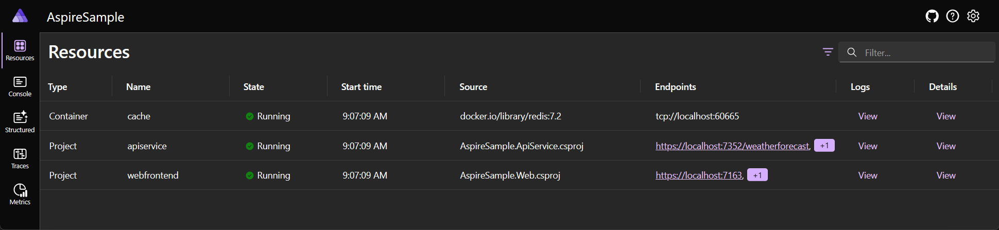 AspireSample
Resources
Console
Structured
Traces
Metrics
Resources
Filter...
Type Name State Start time Source Endpoints Logs Details
Container cache Running 9:07:09 AM docker.io/library/redis:7.2 tcp://localhost:60665 View View
Project apiservice Running 9:07:09 AM AspireSample.ApiService.csproj https://localhost:7352/weatherforecast, +1 View View
Project webfrontend Running 9:07:09 AM AspireSample.Web.csproj https://localhost:7163, +1 View View